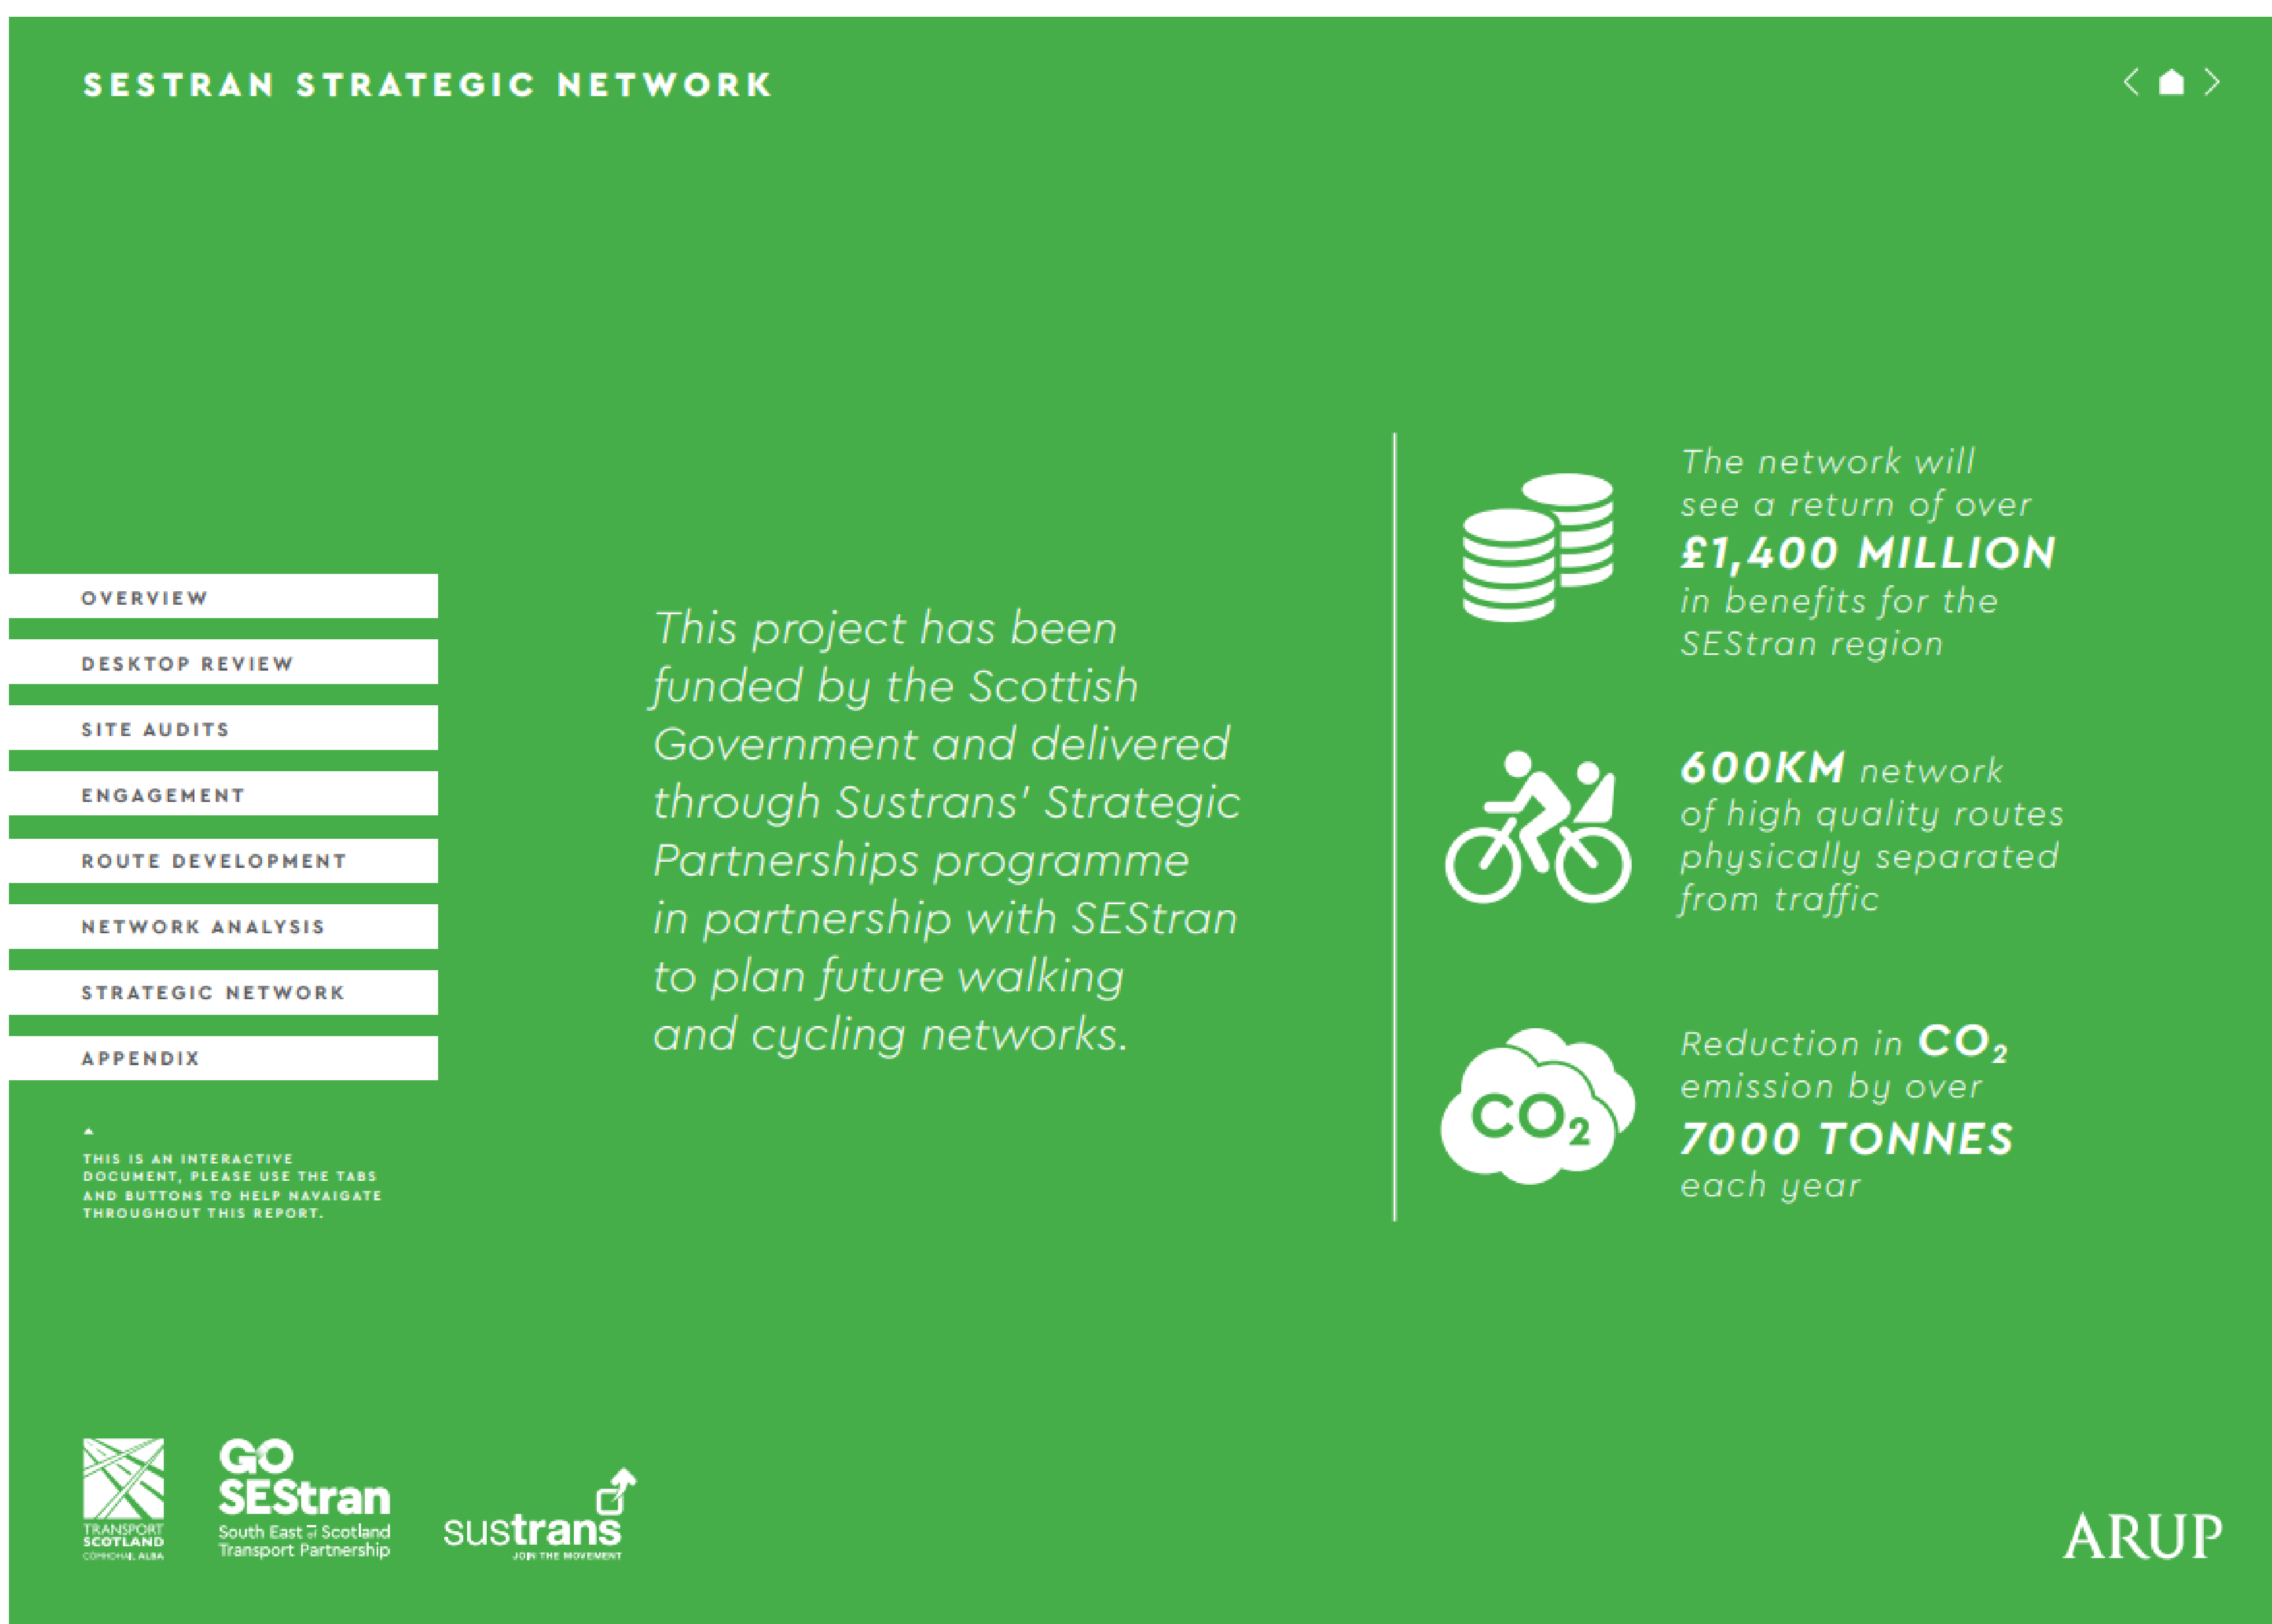 SESTRAN STRATEGIC NETWORK
OVERVIEW
DESKTOP REVIEW
SITE AUDITS
ENGAGEMENT
ROUTE DEVELOPMENT
NETWORK ANALYSIS
STRATEGIC NETWORK
APPENDIX
THIS IS AN INTERACTIVE
DOCUMENT, PLEASE USE THE TABS
AND BUTTONS TO HELP NAVAIGATE
THROUGHOUT THIS REPORT.
This project has been
funded by the Scottish
Government and delivered
through Sustrans' Strategic
Partnerships programme
in partnership with SEStran
to plan future walking
and cycling networks.
The network will
see a return of over
£1,400 MILLION
in benefits for the
SEStran region
600KM network
of high quality routes
physically separated
from traffic
CO₂
Reduction in CO₂
emission by over
7000 TONNES
each year
TRANSPORT
SCOTLAND
CÒMHDHAIL ALBA
GO
SEStran
South East of Scotland
Transport Partnership
sustrans
JOIN THE MOVEMENT
ARUP